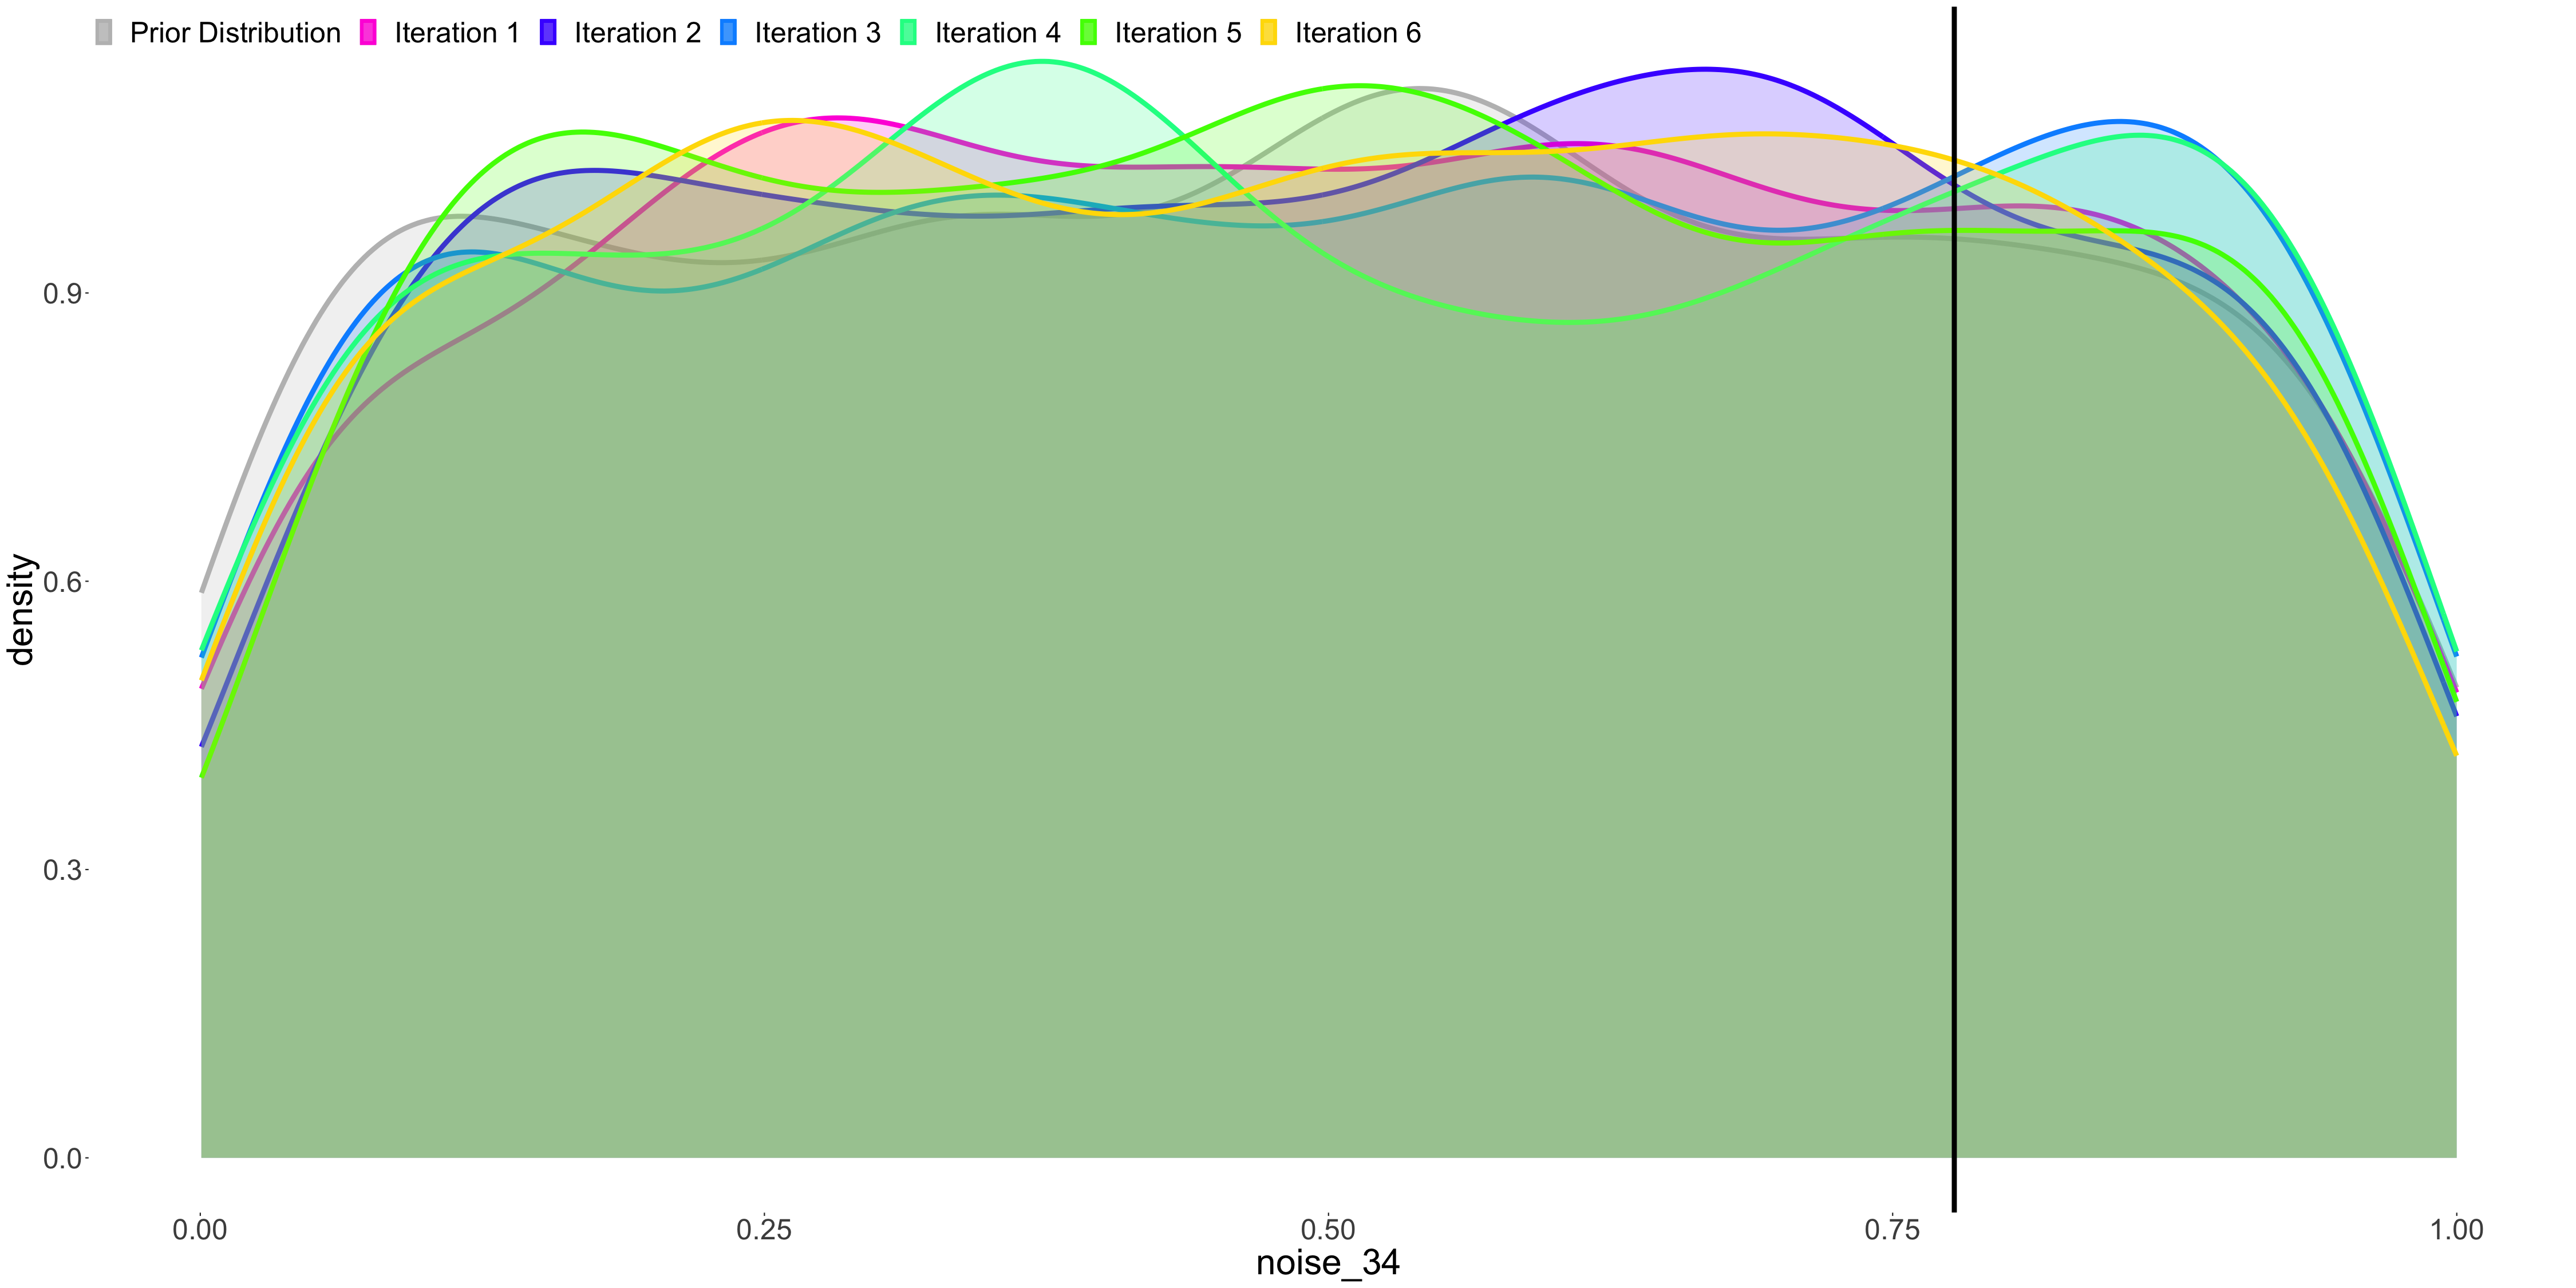 Prior Distribution Iteration 1 Iteration 2 Iteration 3 Iteration 4 Iteration 5 Iteration 6
density
0.9
0.6
0.3
0.0
0.00 0.25 0.50 0.75 1.00
noise_34